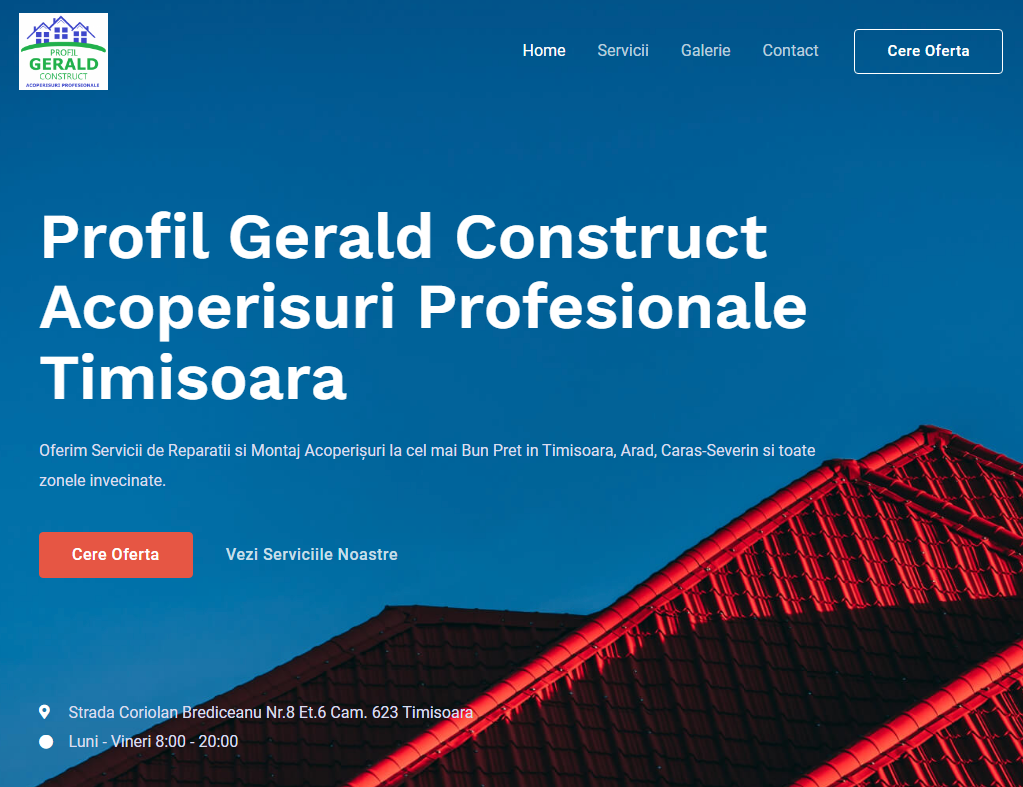 PROFIL
GERALD
CONSTRUCT
ACOPERISURI PROFESIONALE
Home Servicii Galerie Contact Cere Oferta
Profil Gerald Construct
Acoperisuri Profesionale
Timisoara
Oferim Servicii de Reparatii si Montaj Acoperișuri la cel mai Bun Pret in Timisoara, Arad, Caras-Severin si toate
zonele invecinate.
Cere Oferta Vezi Serviciile Noastre
Strada Coriolan Brediceanu Nr.8 Et.6 Cam. 623 Timisoara
Luni - Vineri 8:00 - 20:00